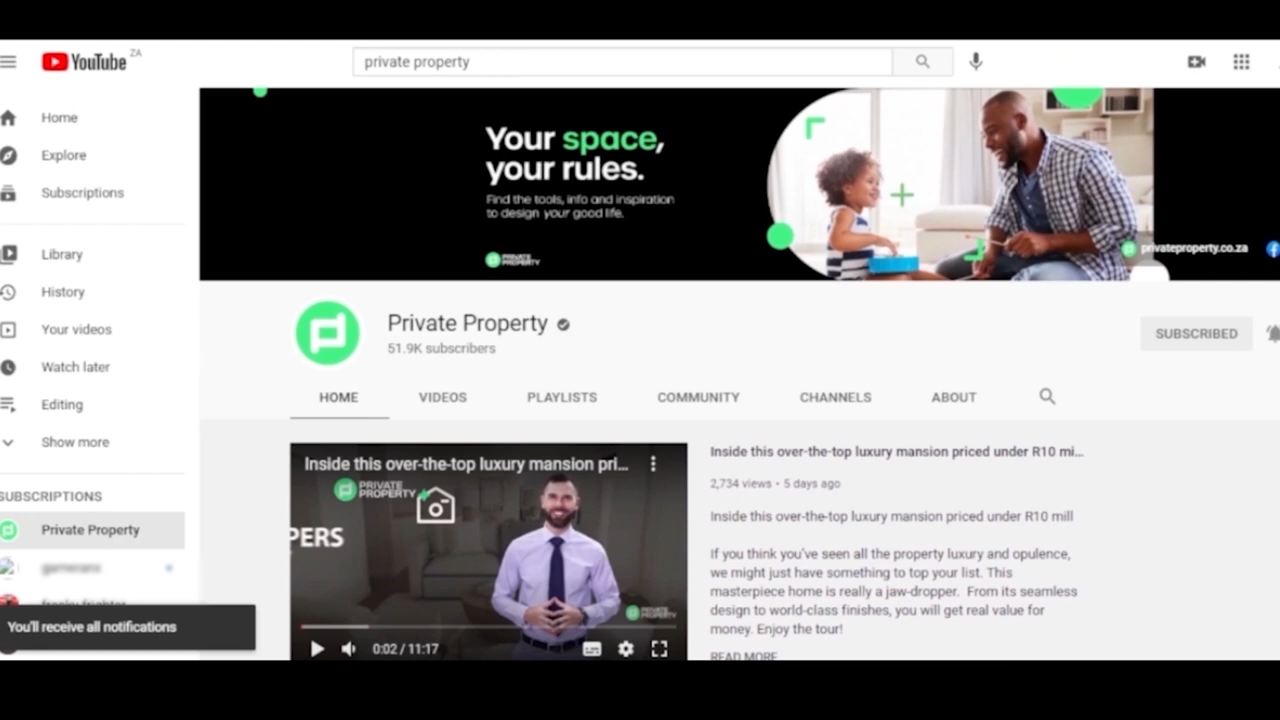 YouTube ZA
private property
Home
Explore
Subscriptions
Library
History
Your videos
Watch later
Editing
Show more
SUBSCRIPTIONS
Private Property
You'll receive all notifications
Your space,
your rules.
Find the tools, info and inspiration
to design your good life.
PRIVATE
PROPERTY
privateproperty.co.za
Private Property
51.9K subscribers
SUBSCRIBED
HOME VIDEOS PLAYLISTS COMMUNITY CHANNELS ABOUT
Inside this over-the-top luxury mansion pri...
PRIVATE
PROPERTY
PERS
PRIVATE
PROPERTY
0:02 / 11:17
Inside this over-the-top luxury mansion priced under R10 mi...
2,734 views • 5 days ago
Inside this over-the-top luxury mansion priced under R10 mill
If you think you've seen all the property luxury and opulence,
we might just have something to top your list. This
masterpiece home is really a jaw-dropper. From its seamless
design to world-class finishes, you will get real value for
money. Enjoy the tour!
READ MORE